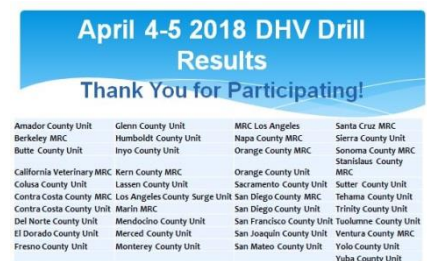 April 4-5 2018 DHV Drill
Results
Thank You for Participating!
Amador County Unit Glenn County Unit MRC Los Angeles Santa Cruz MRC
Berkeley MRC Humboldt County Unit Napa County MRC Sierra County Unit
Butte County Unit Inyo County Unit Orange County MRC Sonoma County MRC
Stanislaus County
California Veterinary MRC Kern County MRC Orange County Unit MRC
Colusa County Unit Lassen County Unit Sacramento County Unit Sutter County Unit
Contra Costa County MRC Los Angeles County Surge Unit San Diego County MRC Tehama County Unit
Contra Costa County Unit Marin MRC San Diego County Unit Trinity County Unit
Del Norte County Unit Mendocino County Unit San Francisco County Unit Tuolumne County Unit
El Dorado County Unit Merced County Unit San Joaquin County Unit Ventura County MRC
Fresno County Unit Monterey County Unit San Mateo County Unit Yolo County Unit
Yuba County Unit